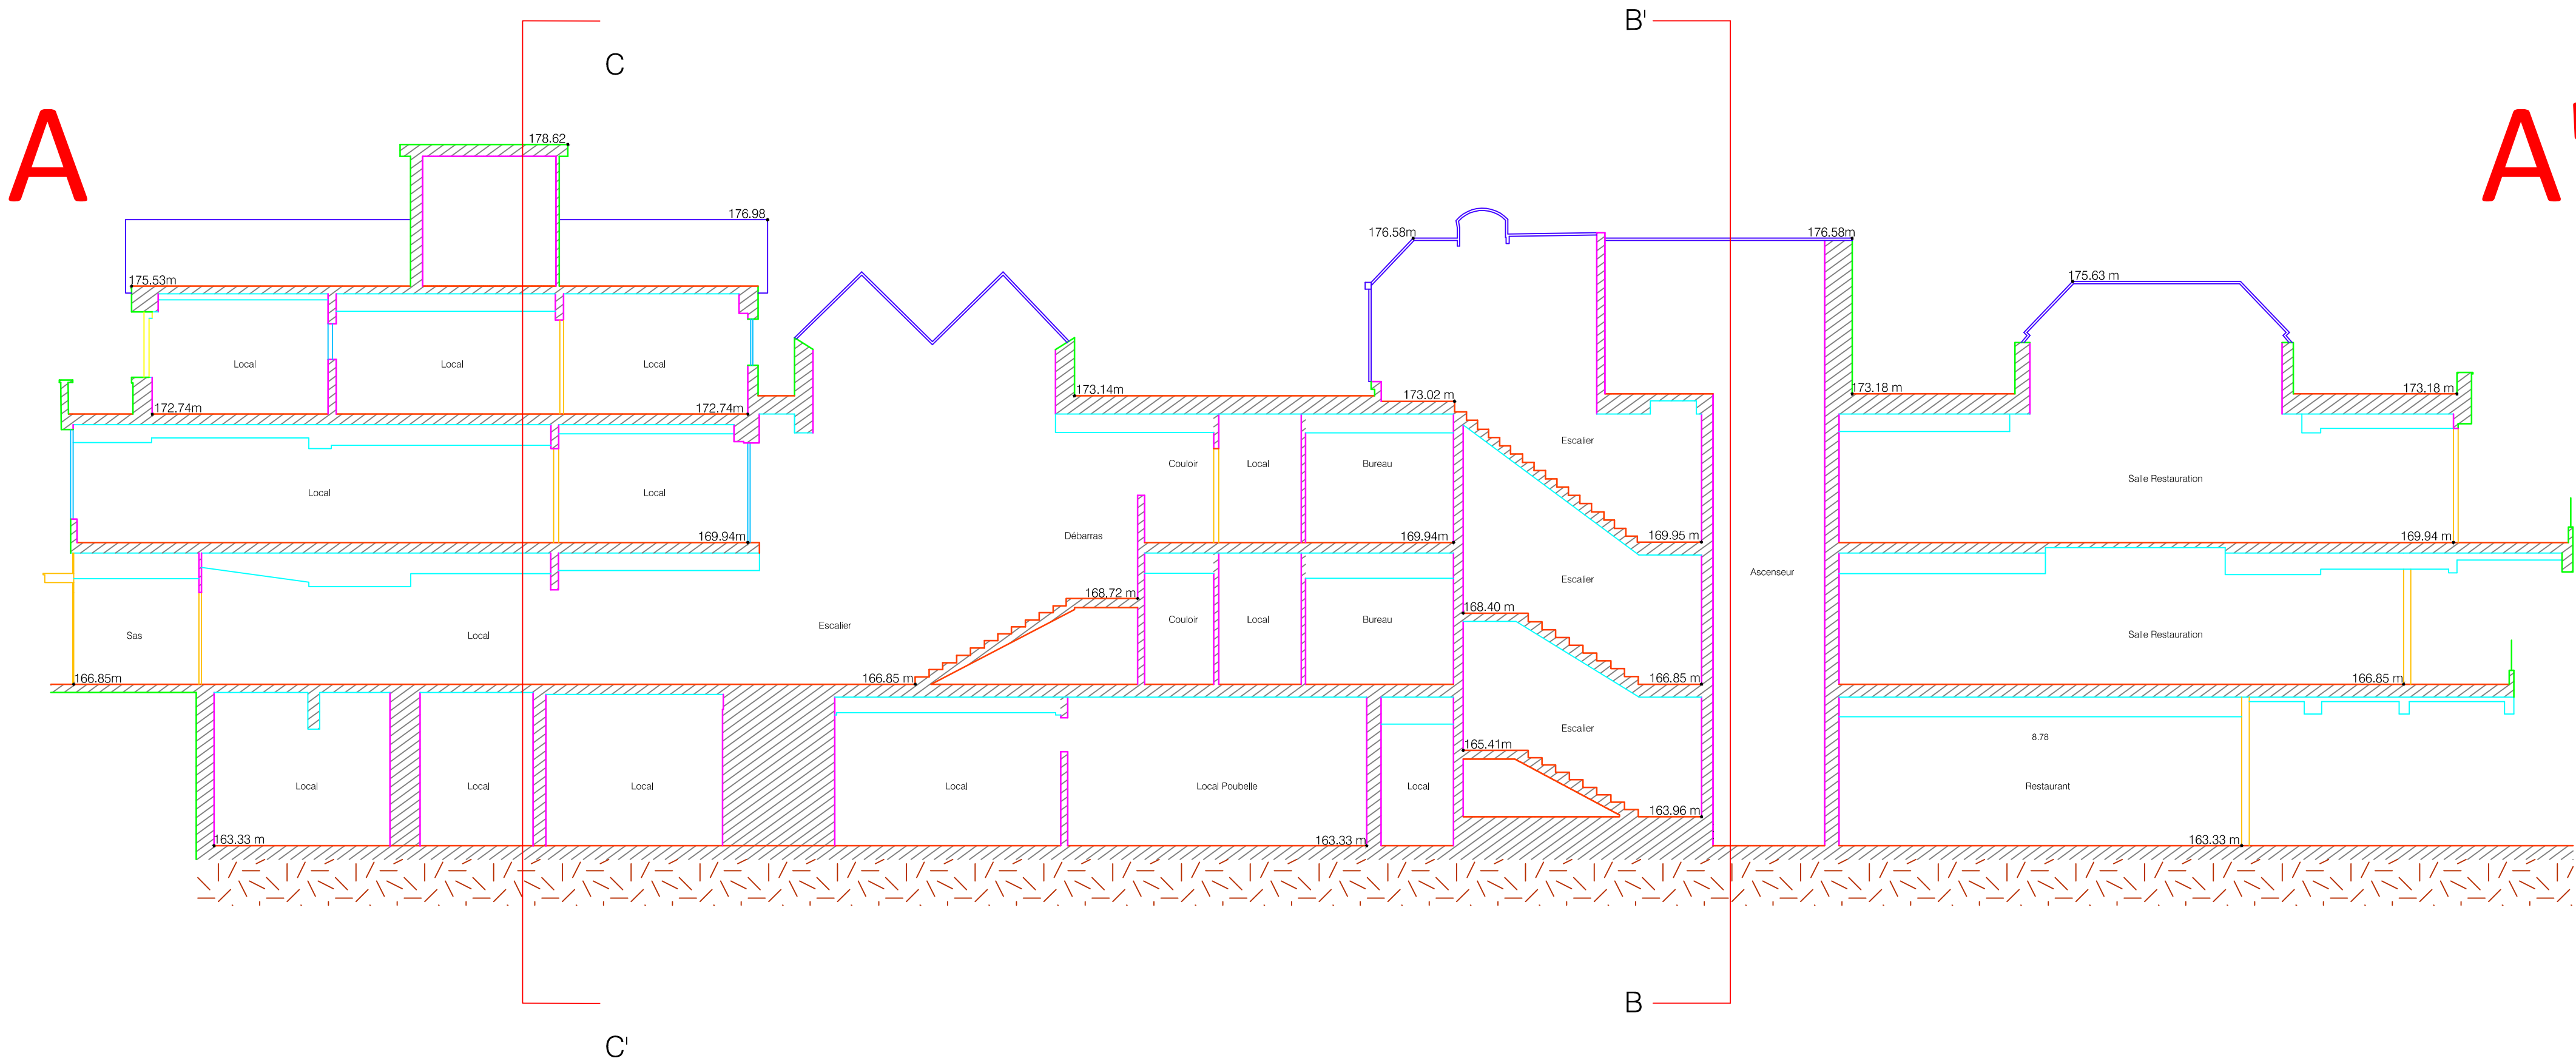 B'
C
A
A'
178.62
176.98
176.58m
176.58m
175.53m
175.63 m
Local
Local
Local
172.74m
172.74m
173.14m
173.02 m
173.18 m
173.18 m
Escalier
Couloir
Local
Bureau
Salle Restauration
Local
Local
Débarras
169.94m
169.94m
169.95 m
169.94 m
Ascenseur
Escalier
168.72 m
168.40 m
Couloir
Local
Bureau
Escalier
Sas
Local
Salle Restauration
166.85m
166.85 m
166.85 m
166.85 m
Escalier
8.78
165.41m
Local
Local
Local
Local
Local Poubelle
Local
Restaurant
163.96 m
163.33 m
163.33 m
163.33 m
B
C'